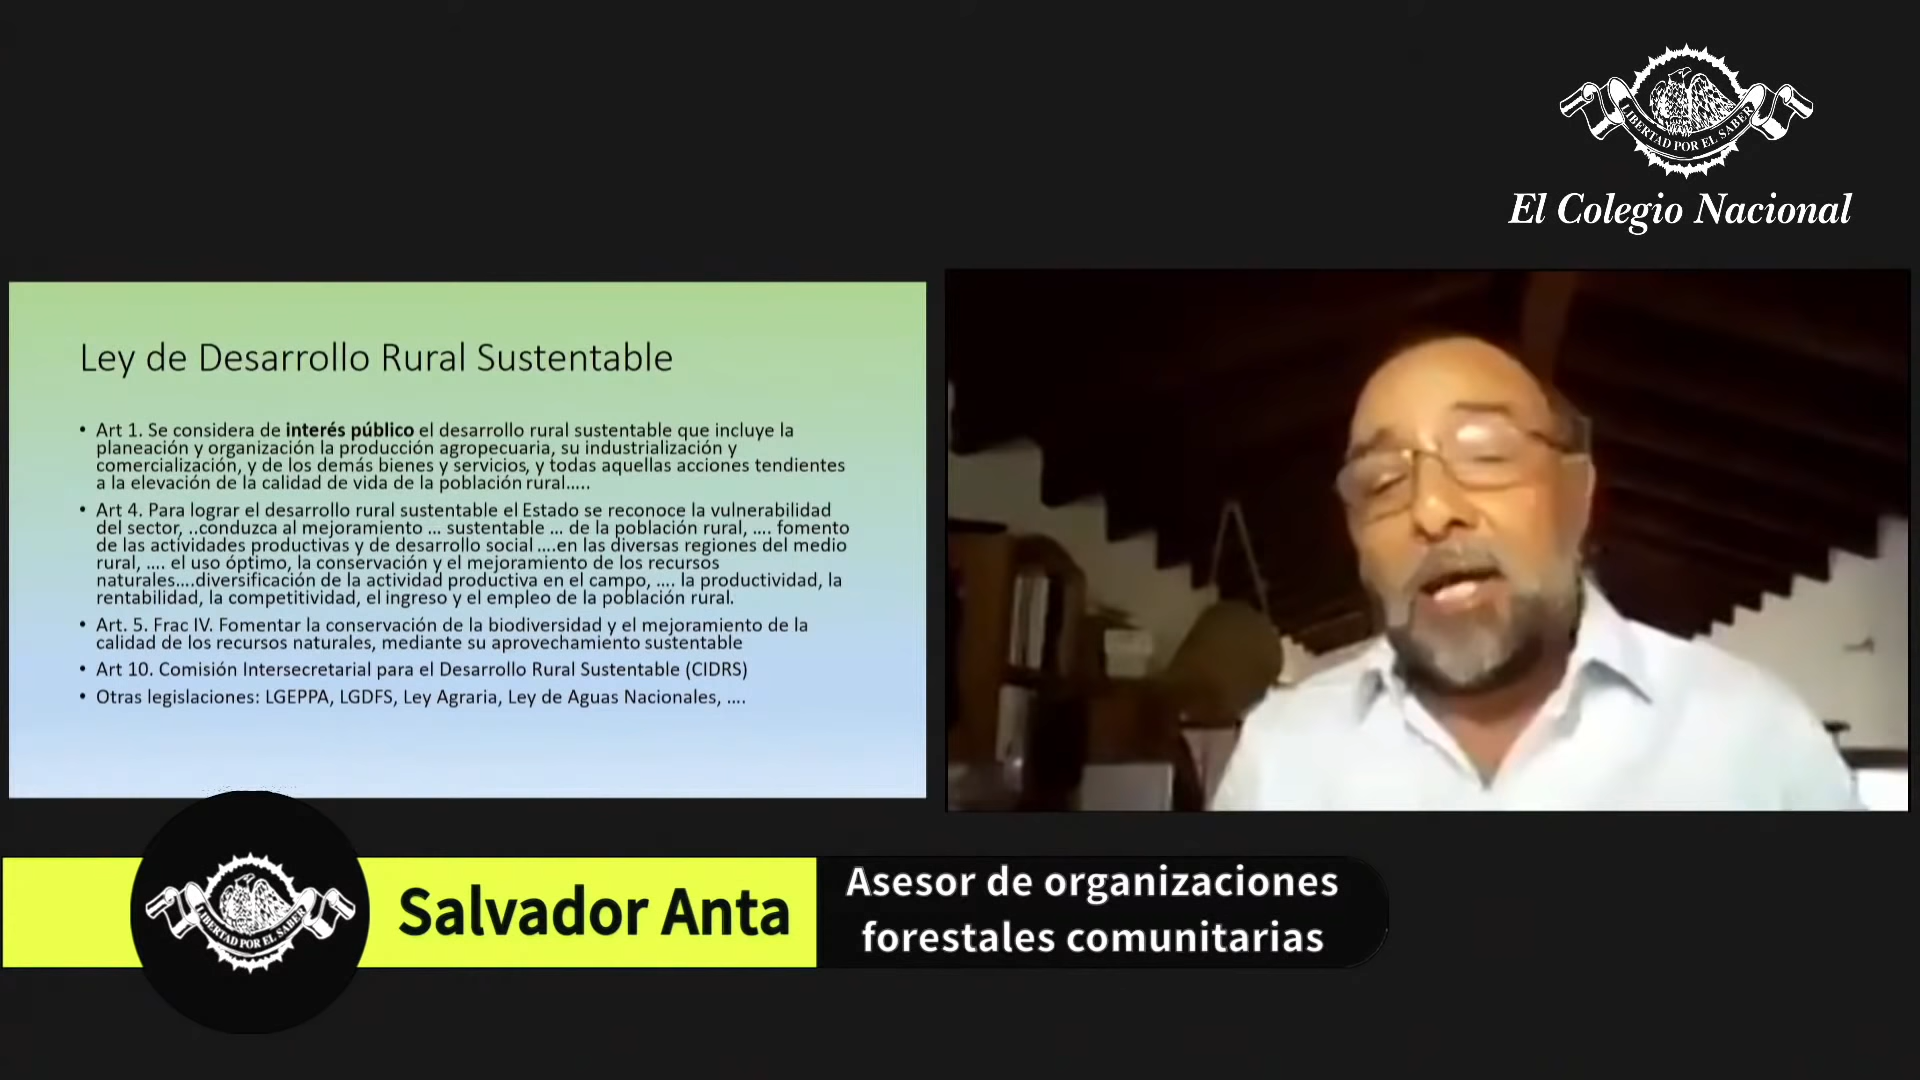 LIBERTAD POR EL SABER
El Colegio Nacional
Ley de Desarrollo Rural Sustentable
• Art 1. Se considera de interés público el desarrollo rural sustentable que incluye la
planeación y organización la producción agropecuaria, su industrialización y
comercialización, y de los demás bienes y servicios, y todas aquellas acciones tendientes
a la elevación de la calidad de vida de la población rural…..
• Art 4. Para lograr el desarrollo rural sustentable el Estado se reconoce la vulnerabilidad
del sector, ..conduzca al mejoramiento … sustentable … de la población rural, …. fomento
de las actividades productivas y de desarrollo social ….en las diversas regiones del medio
rural, …. el uso óptimo, la conservación y el mejoramiento de los recursos
naturales….diversificación de la actividad productiva en el campo, …. la productividad, la
rentabilidad, la competitividad, el ingreso y el empleo de la población rural.
• Art. 5. Frac IV. Fomentar la conservación de la biodiversidad y el mejoramiento de la
calidad de los recursos naturales, mediante su aprovechamiento sustentable
• Art 10. Comisión Intersecretarial para el Desarrollo Rural Sustentable (CIDRS)
• Otras legislaciones: LGEPPA, LGDFS, Ley Agraria, Ley de Aguas Nacionales, ….
LIBERTAD POR EL SABER
Salvador Anta
Asesor de organizaciones
forestales comunitarias